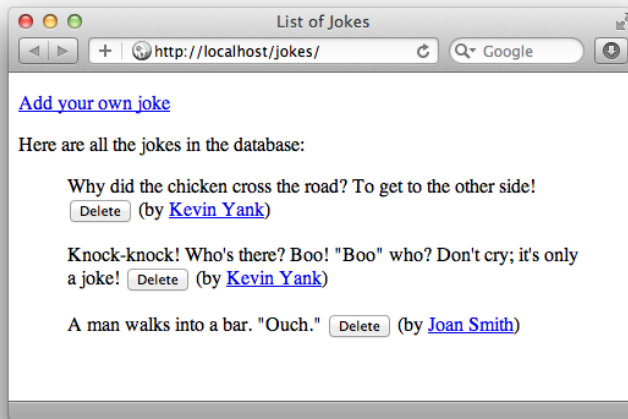 List of Jokes
http://localhost/jokes/
Google
Add your own joke
Here are all the jokes in the database:
Why did the chicken cross the road? To get to the other side!
Delete (by Kevin Yank)
Knock-knock! Who's there? Boo! "Boo" who? Don't cry; it's only
a joke! Delete (by Kevin Yank)
A man walks into a bar. "Ouch." Delete (by Joan Smith)